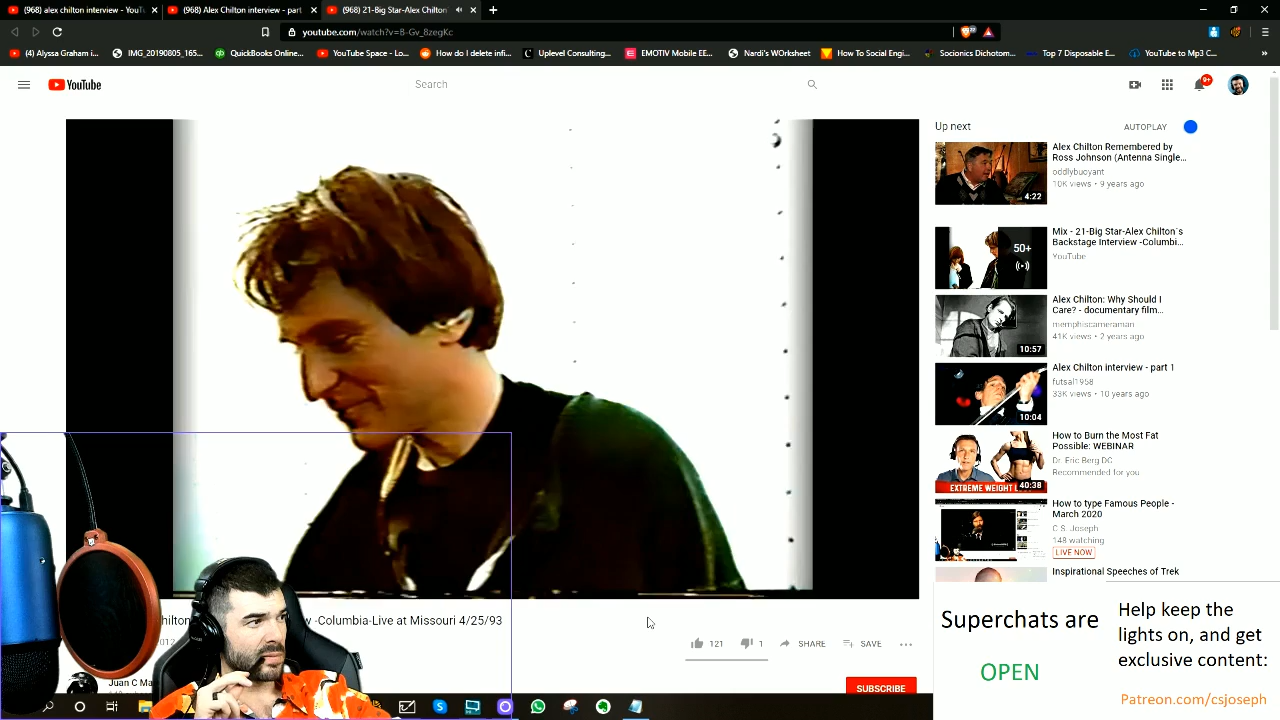 (968) alex chilton interview - YouT
(968) Alex Chilton interview - part
(968) 21-Big Star-Alex Chilton`
youtube.com/watch?v=B-Gv_8zegKc
(4) Alyssa Graham i...
IMG_20190805_165...
QuickBooks Online...
YouTube Space - Lo...
How do I delete infi...
Uplevel Consulting...
EMOTIV Mobile EE...
Nardi's WOrksheet
How To Social Engi...
Socionics Dichotom...
Top 7 Disposable E...
YouTube to Mp3 C...
YouTube
Search
9+
Up next
AUTOPLAY
Alex Chilton Remembered by
Ross Johnson (Antenna Single...
oddlybuoyant
10K views • 9 years ago
4:22
Mix - 21-Big Star-Alex Chilton`s
Backstage Interview -Columbi...
YouTube
50+
Alex Chilton: Why Should I
Care? - documentary film...
memphiscameraman
41K views • 2 years ago
10:57
Alex Chilton interview - part 1
futsal1958
33K views • 10 years ago
10:04
How to Burn the Most Fat
Possible: WEBINAR
Dr. Eric Berg DC
Recommended for you
EXTREME WEIGHT L
40:38
How to type Famous People -
March 2020
C.S. Joseph
148 watching
LIVE NOW
Inspirational Speeches of Trek
hilton
w -Columbia-Live at Missouri 4/25/93
012
121
1
SHARE
SAVE
Juan C Ma
SUBSCRIBE
Superchats are
OPEN
Help keep the
lights on, and get
exclusive content:
Patreon.com/csjoseph